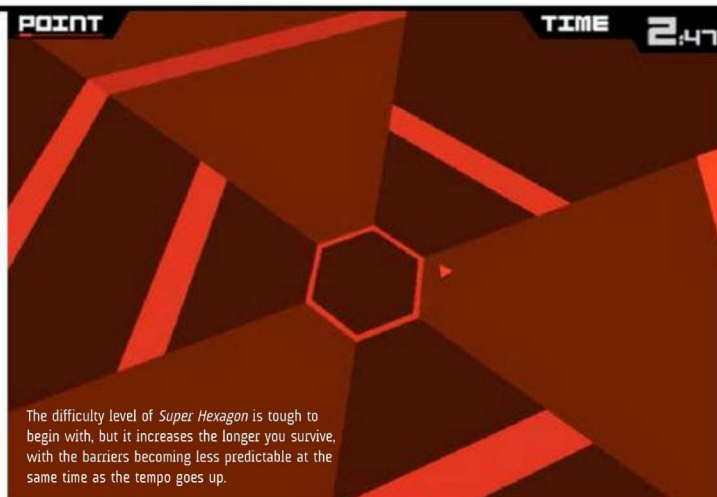 POINT
TIME 2:47
The difficulty level of Super Hexagon is tough to
begin with, but it increases the longer you survive,
with the barriers becoming less predictable at the
same time as the tempo goes up.